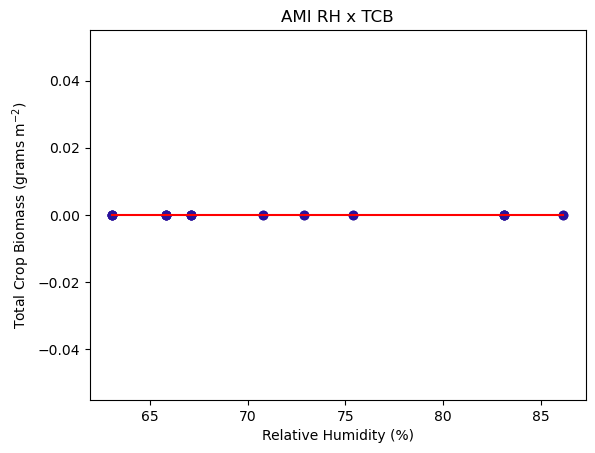 AMI RH x TCB
0.04
0.02
0.00
−0.02
−0.04
Total Crop Biomass (grams m⁻²)
65 70 75 80 85
Relative Humidity (%)